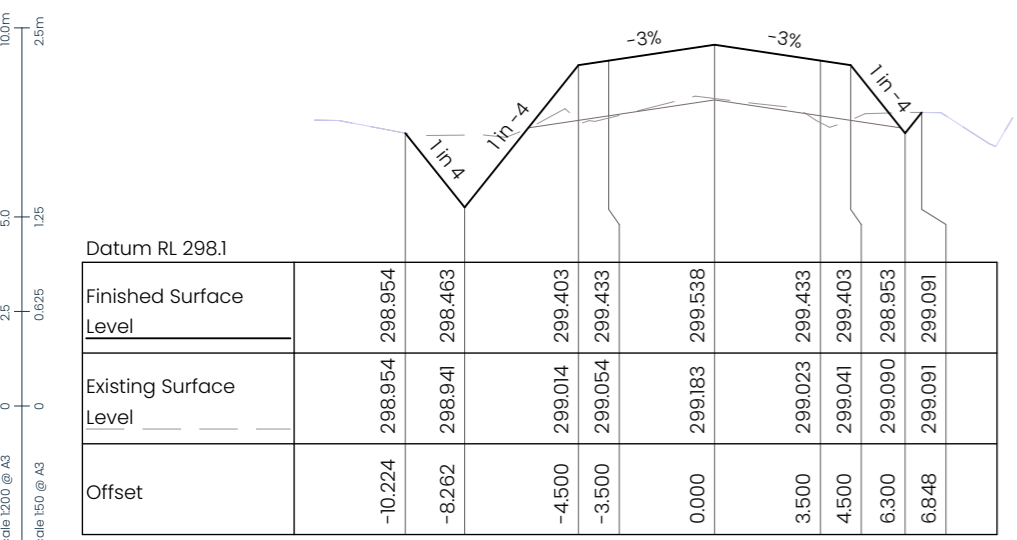 10.0m
2.5m
5.0
1.25
2.5
0.625
0
0
ale 1:200 @ A3
ale 1:50 @ A3
-3%
-3%
1 in 4
1 in -4
1 in -4
Datum RL 298.1
Finished Surface
Level
298.954
298.463
299.403
299.433
299.538
299.433
299.403
298.953
299.091
Existing Surface
Level
298.954
298.941
299.014
299.054
299.183
299.023
299.041
299.090
299.091
Offset
-10.224
-8.262
-4.500
-3.500
0.000
3.500
4.500
6.300
6.848